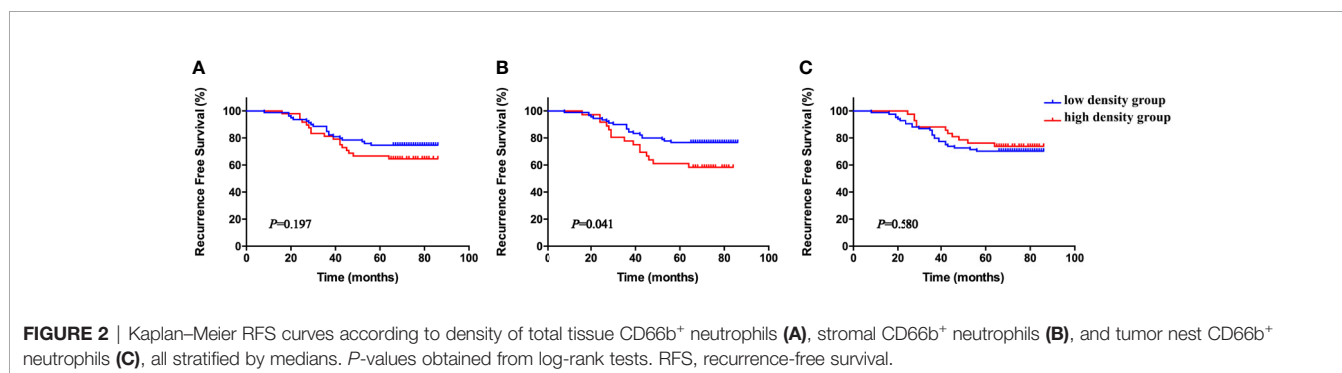 A
Recurrence Free Survival (%)
100
80
60
40
20
0
P=0.197
0 20 40 60 80 100
Time (months)
B
Recurrence Free Survival (%)
100
80
60
40
20
0
P=0.041
0 20 40 60 80 100
Time (months)
C
Recurrence Free Survival (%)
100
80
60
40
20
0
P=0.580
0 20 40 60 80 100
Time (months)
low density group
high density group
FIGURE 2 | Kaplan–Meier RFS curves according to density of total tissue CD66b⁺ neutrophils (A), stromal CD66b⁺ neutrophils (B), and tumor nest CD66b⁺
neutrophils (C), all stratified by medians. P-values obtained from log-rank tests. RFS, recurrence-free survival.